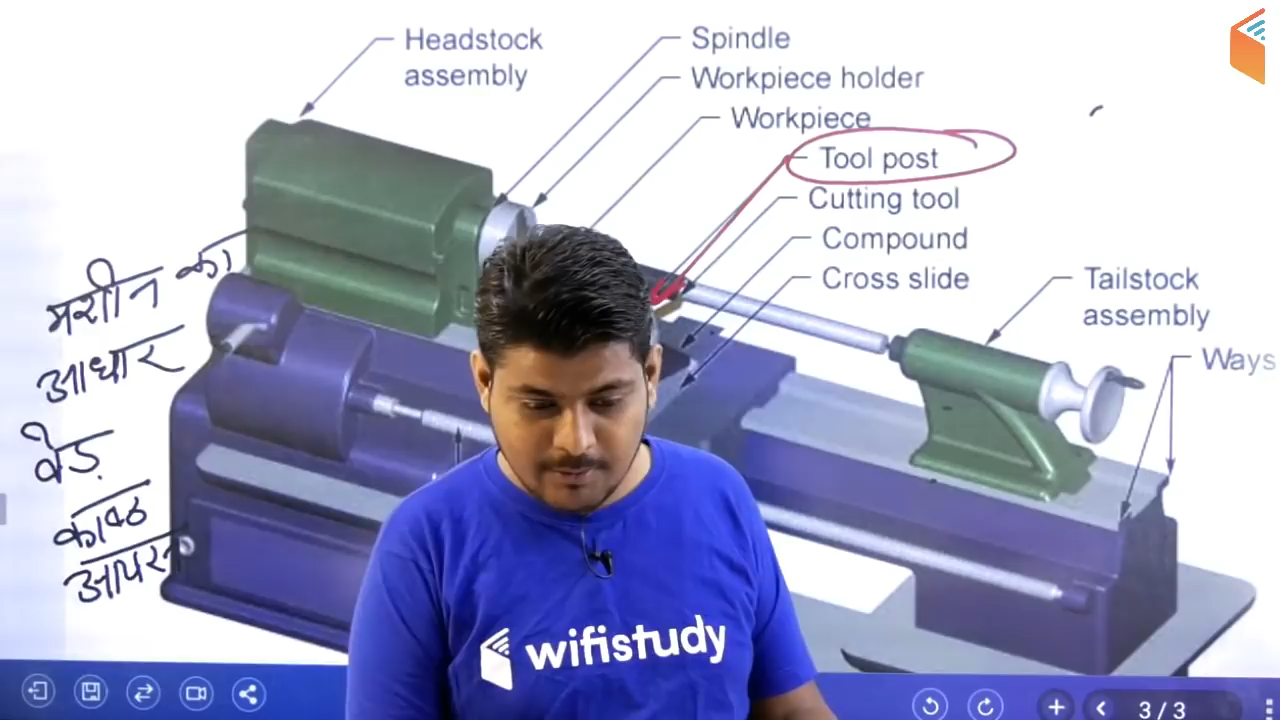 Headstock
assembly
Spindle
Workpiece holder
Workpiece
Tool post
Cutting tool
Compound
Cross slide
Tailstock
assembly
Ways
मशीन का
आधार
बेड
wifistudy
3 / 3